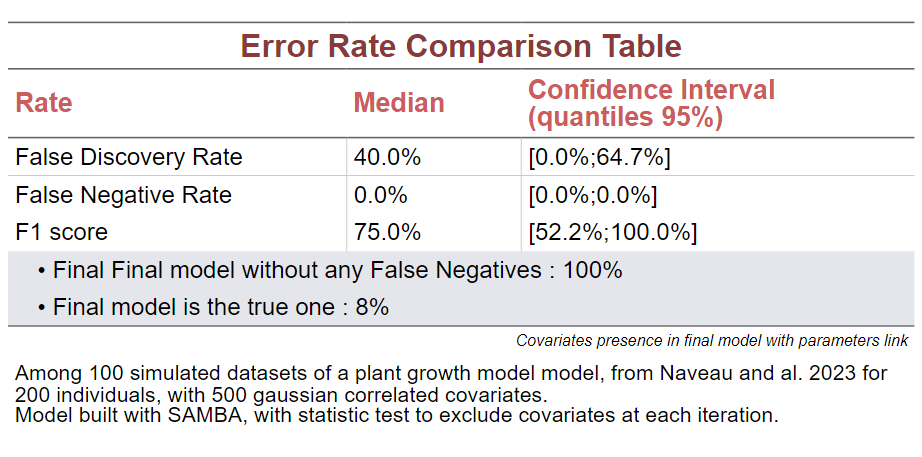 Error Rate Comparison Table
Rate Median Confidence Interval
(quantiles 95%)
False Discovery Rate 40.0% [0.0%;64.7%]
False Negative Rate 0.0% [0.0%;0.0%]
F1 score 75.0% [52.2%;100.0%]
• Final Final model without any False Negatives : 100%
• Final model is the true one : 8%
Covariates presence in final model with parameters link
Among 100 simulated datasets of a plant growth model model, from Naveau and al. 2023 for
200 individuals, with 500 gaussian correlated covariates.
Model built with SAMBA, with statistic test to exclude covariates at each iteration.